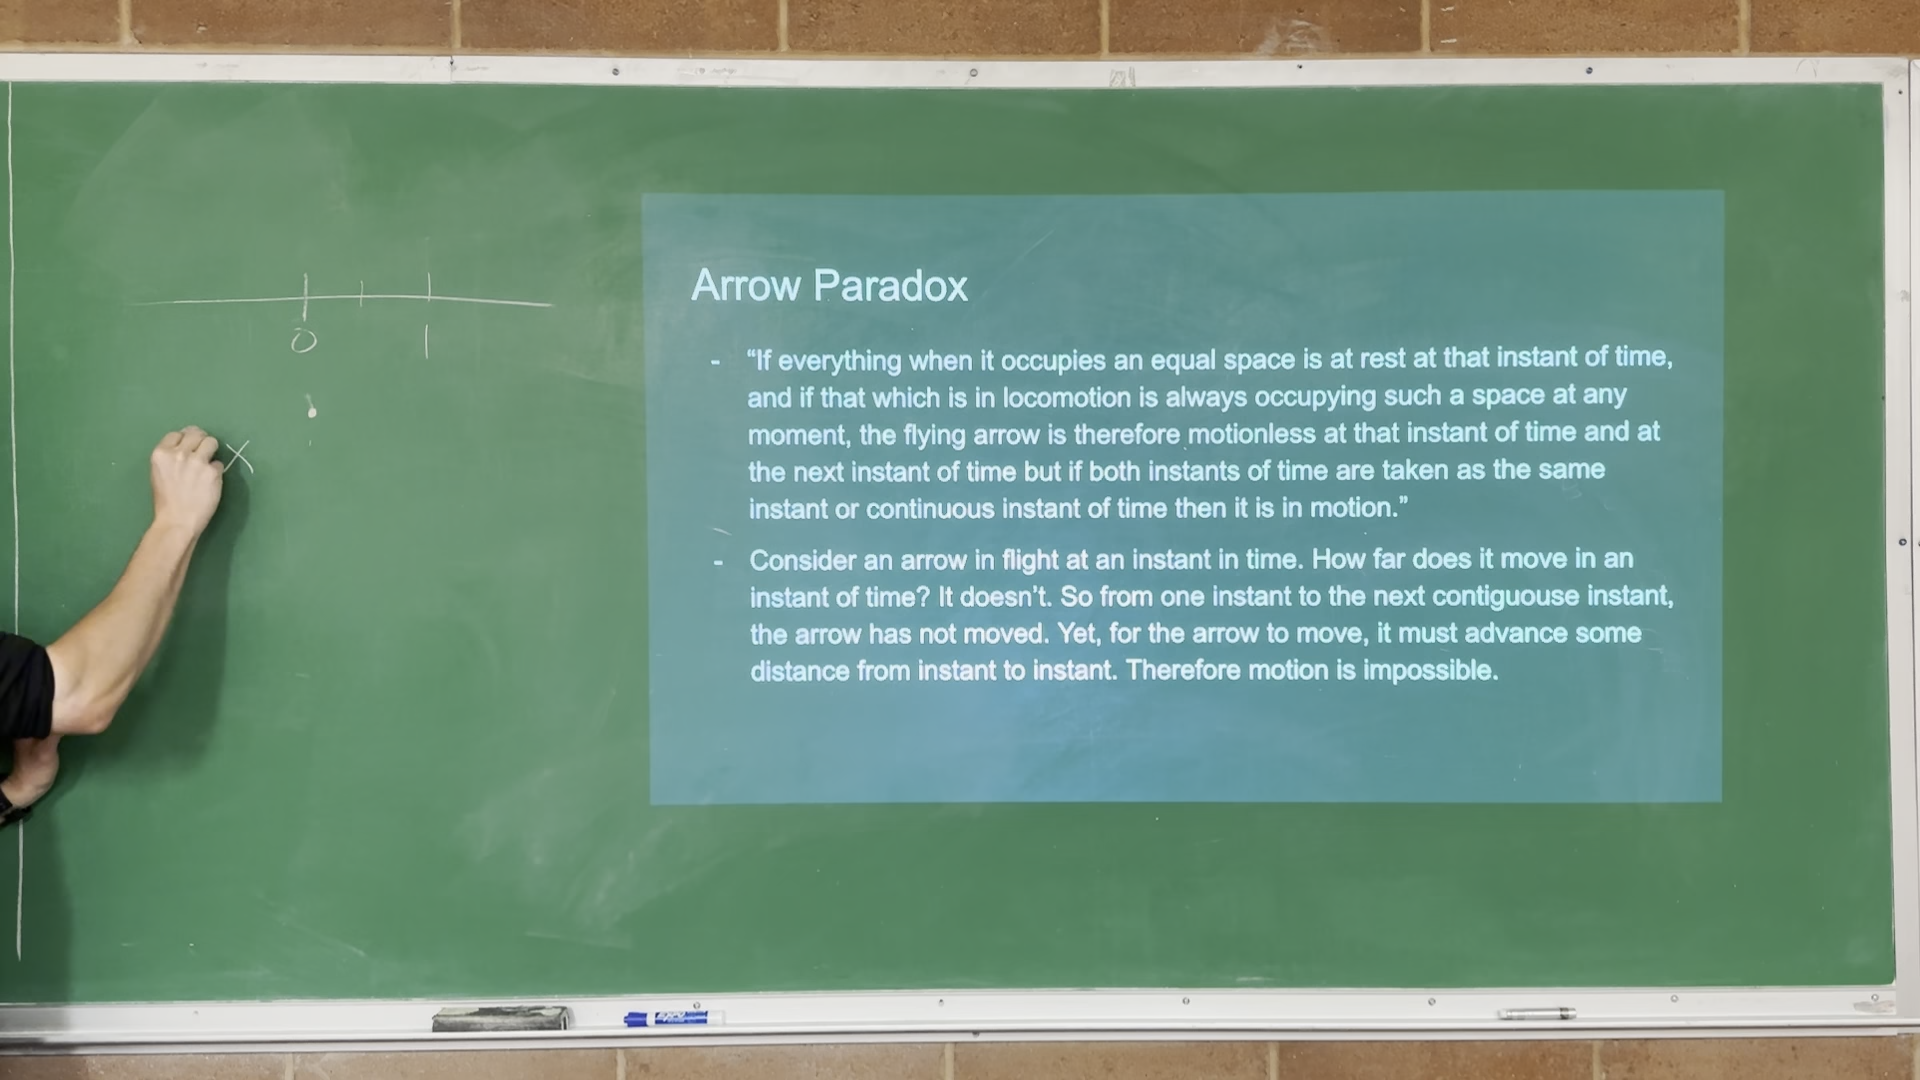 0 1
X
Arrow Paradox
- “If everything when it occupies an equal space is at rest at that instant of time,
and if that which is in locomotion is always occupying such a space at any
moment, the flying arrow is therefore motionless at that instant of time and at
the next instant of time but if both instants of time are taken as the same
instant or continuous instant of time then it is in motion.”
- Consider an arrow in flight at an instant in time. How far does it move in an
instant of time? It doesn't. So from one instant to the next contiguouse instant,
the arrow has not moved. Yet, for the arrow to move, it must advance some
distance from instant to instant. Therefore motion is impossible.
EXPO